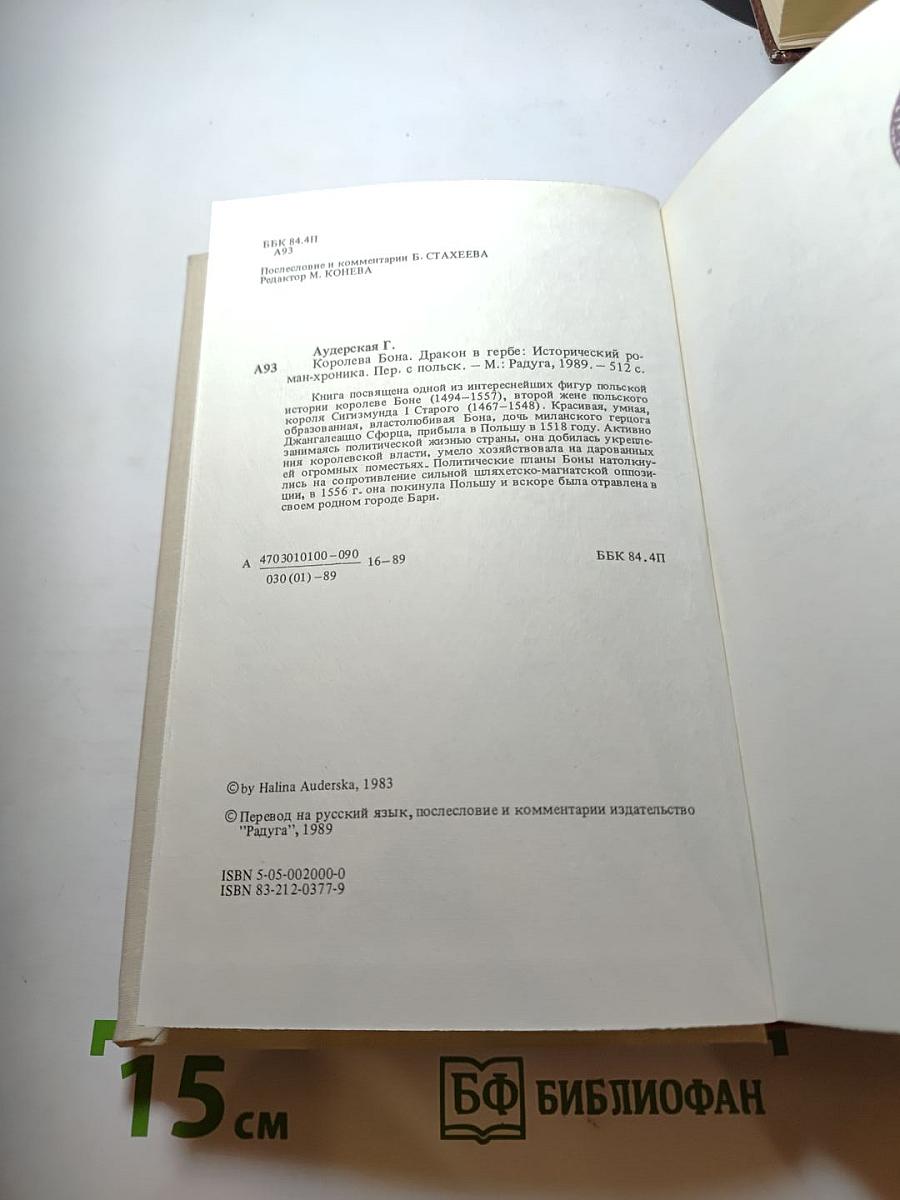 ББК 84.4П
А93
Послесловие и комментарии Б. СТАХЕЕВА
Редактор М. КОНЕВА
Аудерская Г.
А93 Королева Бона. Дракон в гербе: Исторический ро-
ман-хроника. Пер. с польск. — М.: Радуга, 1989. — 512 с.
Книга посвящена одной из интереснейших фигур польской
истории королеве Боне (1494—1557), второй жене польского
короля Сигизмунда I Старого (1467—1548). Красивая, умная,
образованная, властолюбивая Бона, дочь миланского герцога
Джангалеаццо Сфорца, прибыла в Польшу в 1518 году. Активно
занимаясь политической жизнью страны, она добилась укрепле-
ния королевской власти, умело хозяйствовала на дарованных
ей огромных поместьях. Политические планы Боны натолкну-
лись на сопротивление сильной шляхетско-магнатской оппози-
ции, в 1556 г. она покинула Польшу и вскоре была отравлена в
своем родном городе Бари.
А 4703010100—090 16—89 ББК 84.4П
030(01)—89
© by Halina Auderska, 1983
© Перевод на русский язык, послесловие и комментарии издательство
"Радуга", 1989
ISBN 5-05-002000-0
ISBN 83-212-0377-9
15 см
БФ БИБЛИОФАН